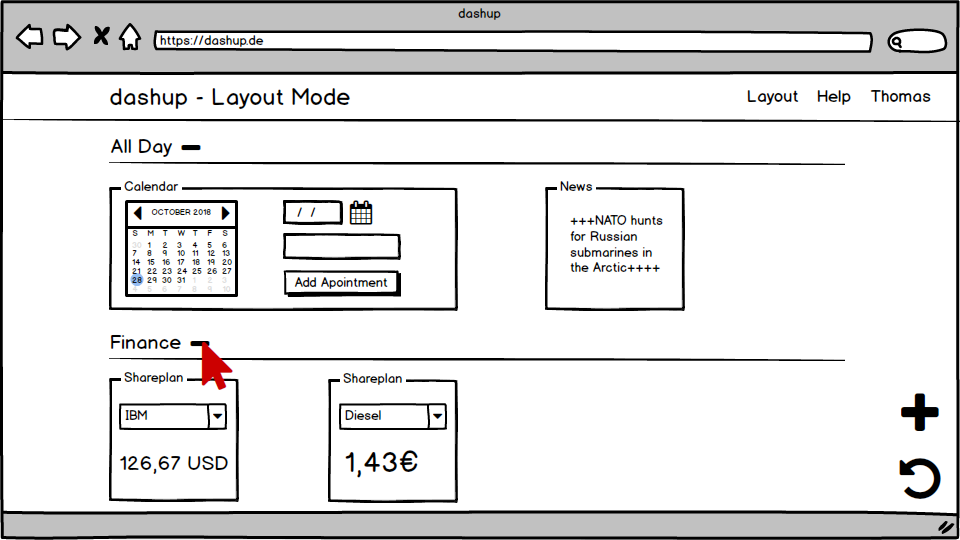 dashup
https://dashup.de
dashup - Layout Mode
Layout Help Thomas
All Day
Calendar
OCTOBER 2018
S M T W T F S
30 1 2 3 4 5 6
7 8 9 10 11 12 13
14 15 16 17 18 19 20
21 22 23 24 25 26 27
28 29 30 31 1 2 3
4 5 6 7 8 9 10
/ /
Add Apointment
News
+++NATO hunts
for Russian
submarines in
the Arctic++++
Finance
Shareplan
IBM
126,67 USD
Shareplan
Diesel
1,43€